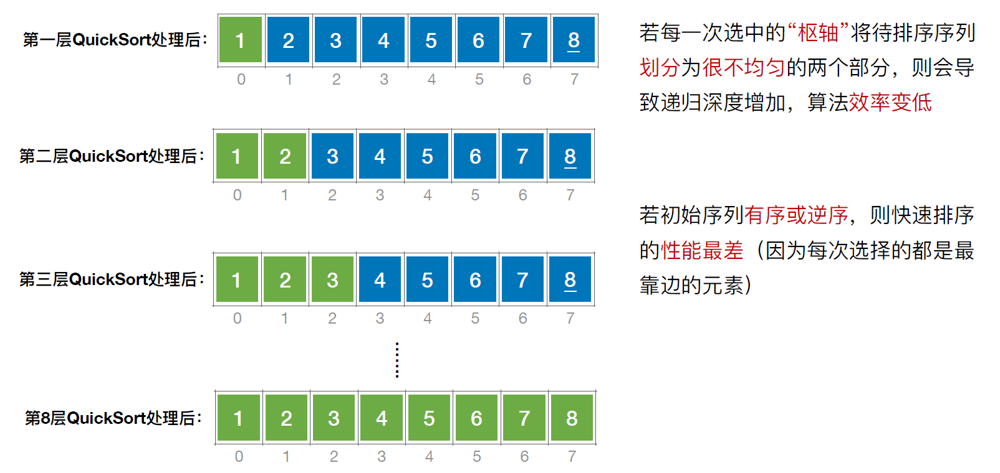 第一层QuickSort处理后：
1 2 3 4 5 6 7 8
0 1 2 3 4 5 6 7
第二层QuickSort处理后：
1 2 3 4 5 6 7 8
0 1 2 3 4 5 6 7
第三层QuickSort处理后：
1 2 3 4 5 6 7 8
0 1 2 3 4 5 6 7
第8层QuickSort处理后：
1 2 3 4 5 6 7 8
0 1 2 3 4 5 6 7
若每一次选中的“枢轴”将待排序序列
划分为很不均匀的两个部分，则会导
致递归深度增加，算法效率变低
若初始序列有序或逆序，则快速排序
的性能最差（因为每次选择的都是最
靠边的元素）